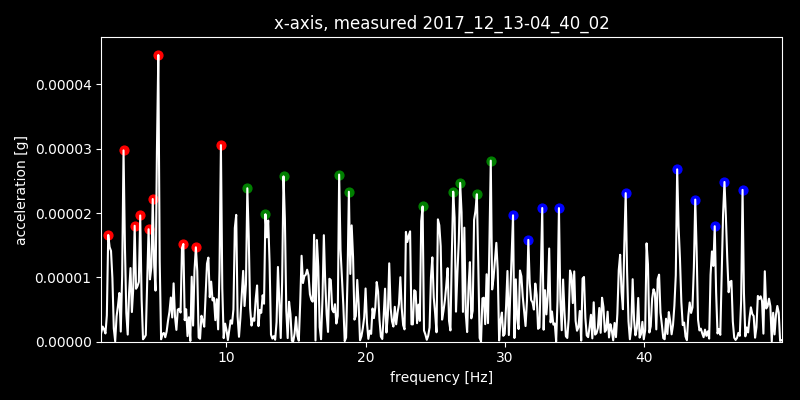 x-axis, measured 2017_12_13-04_40_02
acceleration [g]
0.00004
0.00003
0.00002
0.00001
0.00000
10 20 30 40
frequency [Hz]